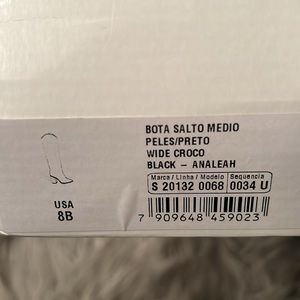 BOTA SALTO MEDIO
PELES/PRETO
WIDE CROCO
BLACK – ANALEAH
Marca / Linha / Modelo Sequencia
S 20132 0068 0034 U
USA
8B
7 909648 459023